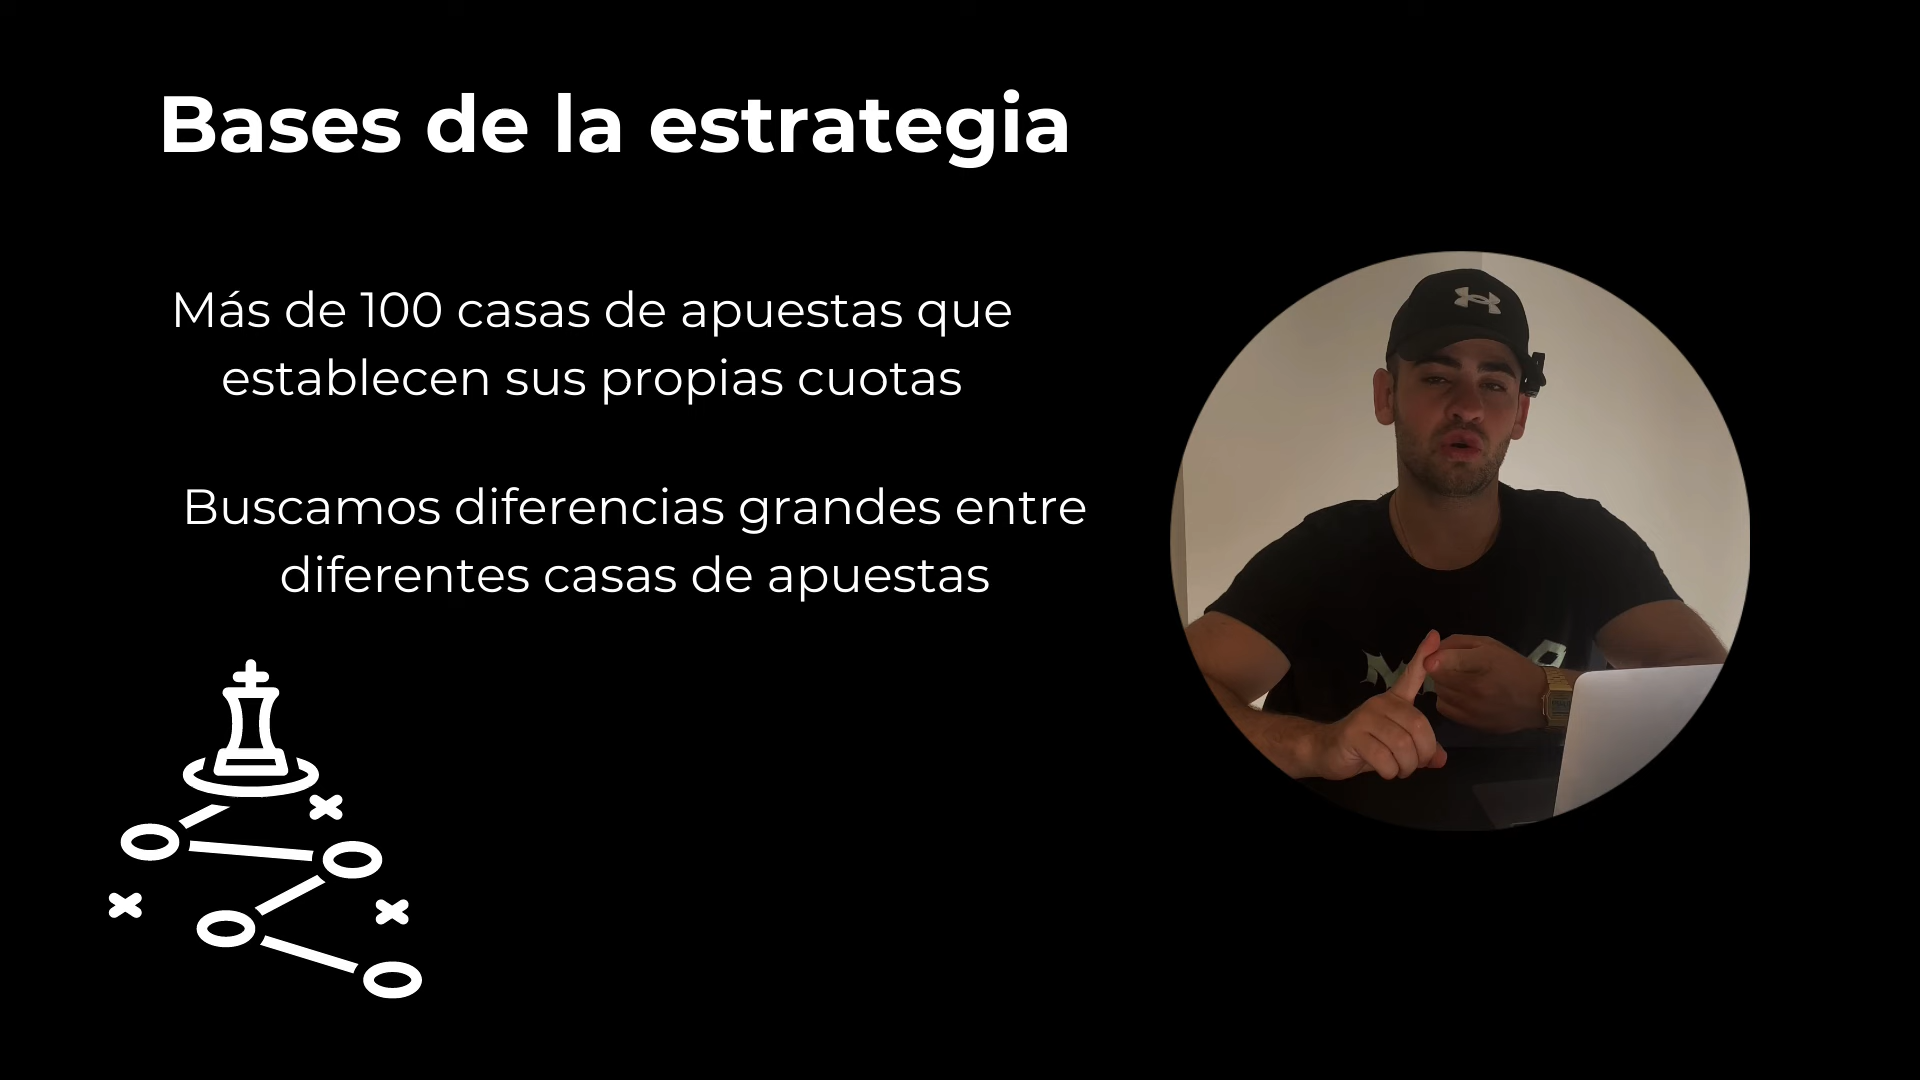 Bases de la estrategia
Más de 100 casas de apuestas que
establecen sus propias cuotas
Buscamos diferencias grandes entre
diferentes casas de apuestas